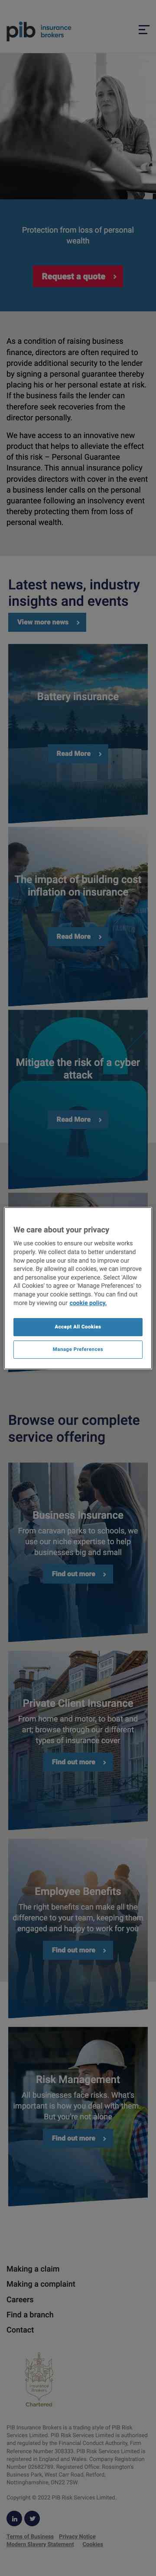 pib insurance
brokers
Protection from loss of personal
wealth
Request a quote
As a condition of raising business
finance, directors are often required to
provide additional security to the lender
by signing a personal guarantee thereby
placing his or her personal estate at risk.
If the business fails the lender can
therefore seek recoveries from the
director personally.
We have access to an innovative new
product that helps to alleviate the effect
of this risk – Personal Guarantee
Insurance. This annual insurance policy
provides directors with cover in the event
a business lender calls on the personal
guarantee following an insolvent event
thereby protecting them from loss of
personal wealth.
Latest news, industry
insights and events
View more news
Battery insurance
Read More
The impact of building cost
inflation on insurance
Read More
Mitigate the risk of a cyber
attack
Read More
We care about your privacy
We use cookies to ensure our website works
properly. We collect data to better understand
how people use our site and to improve our
service. By allowing all cookies, we can improve
and personalise your experience. Select 'Allow
All Cookies' to agree or 'Manage Preferences' to
manage your cookie settings. You can find out
more by viewing our cookie policy.
Accept All Cookies
Manage Preferences
Browse our complete
service offering
Business Insurance
From caravan parks to schools, we
use our niche expertise to help
businesses big and small
Find out more
Private Client Insurance
From home and motor, to boat and
art; browse through our different
types of insurance cover
Find out more
Employee Benefits
The right benefits can make all the
difference to your team, keeping them
engaged and happy to work for you
Find out more
Risk Management
All businesses face risks. What's
important is how you deal with them.
But you're not alone
Find out more
Making a claim
Making a complaint
Careers
Find a branch
Contact
Chartered
PIB Insurance Brokers is a trading style of PIB Risk
Services Limited. PIB Risk Services Limited is authorised
and regulated by the Financial Conduct Authority, Firm
Reference Number 308333. PIB Risk Services Limited is
registered in England and Wales. Company Registration
Number 02682789. Registered Office: Rossington's
Business Park, West Carr Road, Retford,
Nottinghamshire, DN22 7SW
Copyright © 2023 PIB Risk Services Limited.
Terms of Business Privacy Notice
Modern Slavery Statement Cookies